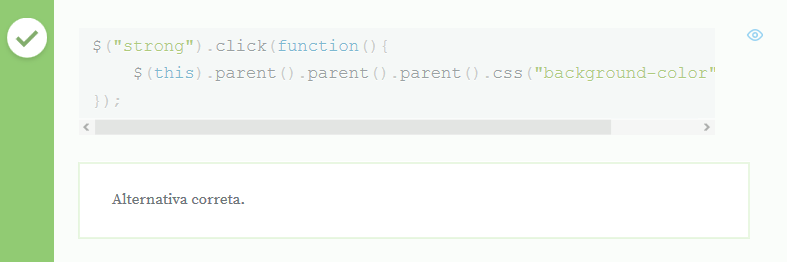 $("strong").click(function(){
    $(this).parent().parent().parent().css("background-color"
});
Alternativa correta.